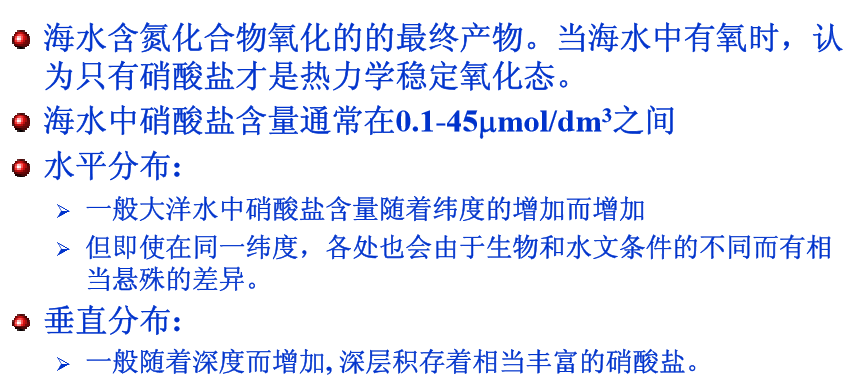 海水含氮化合物氧化的的最终产物。当海水中有氧时，认
为只有硝酸盐才是热力学稳定氧化态。
海水中硝酸盐含量通常在0.1-45μmol/dm³之间
水平分布:
一般大洋水中硝酸盐含量随着纬度的增加而增加
但即使在同一纬度，各处也会由于生物和水文条件的不同而有相
当悬殊的差异。
垂直分布:
一般随着深度而增加, 深层积存着相当丰富的硝酸盐。